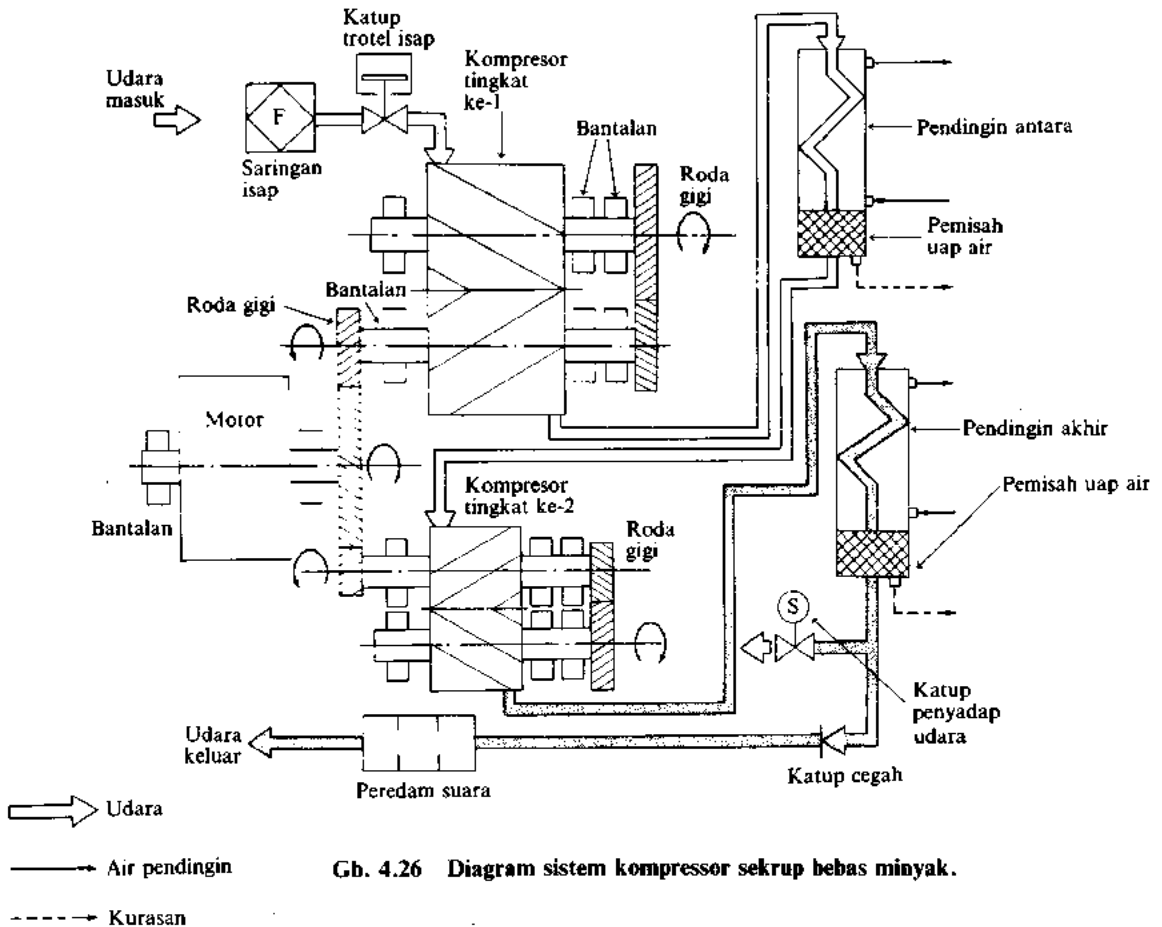 Katup
trotel isap
Udara
masuk
F
Saringan
isap
Kompresor
tingkat
ke-1
Bantalan
Roda
gigi
Pendingin antara
Pemisah
uap air
Roda gigi
Bantalan
Motor
Bantalan
Kompresor
tingkat ke-2
Roda
gigi
Pendingin akhir
Pemisah uap air
S
Katup
penyadap
udara
Udara
keluar
Peredam suara
Katup cegah
Udara
Air pendingin
Kurasan
Gb. 4.26 Diagram sistem kompressor sekrup bebas minyak.